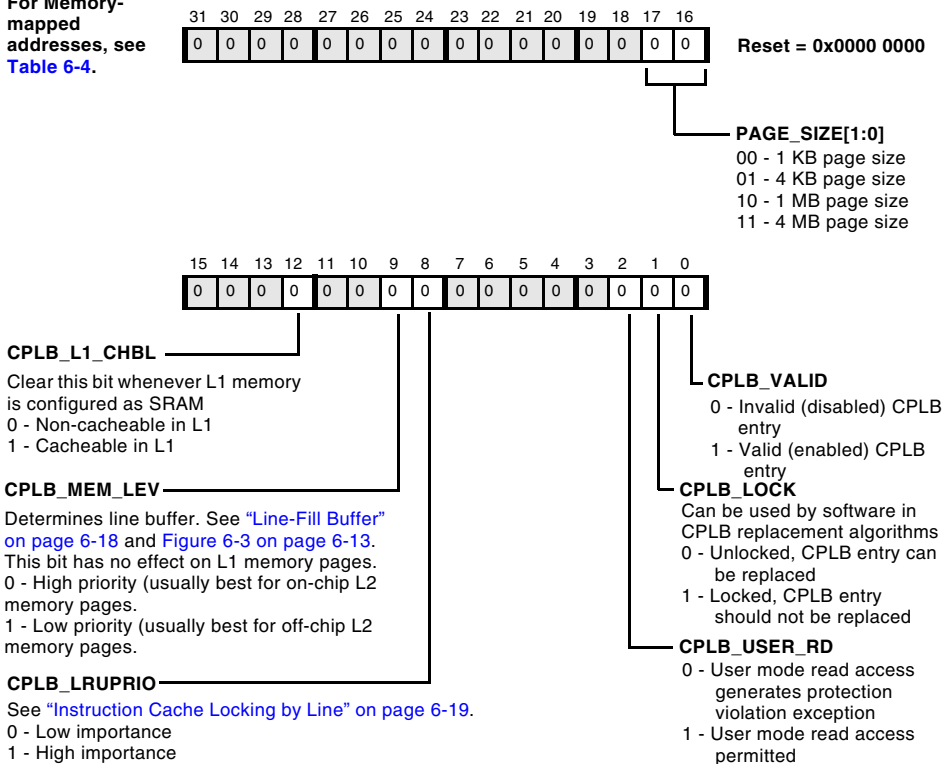 For Memory-
mapped
addresses, see
Table 6-4.
31 30 29 28 27 26 25 24 23 22 21 20 19 18 17 16
0 0 0 0 0 0 0 0 0 0 0 0 0 0 0 0
Reset = 0x0000 0000
PAGE_SIZE[1:0]
00 - 1 KB page size
01 - 4 KB page size
10 - 1 MB page size
11 - 4 MB page size
15 14 13 12 11 10 9 8 7 6 5 4 3 2 1 0
0 0 0 0 0 0 0 0 0 0 0 0 0 0 0 0
CPLB_L1_CHBL
Clear this bit whenever L1 memory
is configured as SRAM
0 - Non-cacheable in L1
1 - Cacheable in L1
CPLB_MEM_LEV
Determines line buffer. See “Line-Fill Buffer”
on page 6-18 and Figure 6-3 on page 6-13.
This bit has no effect on L1 memory pages.
0 - High priority (usually best for on-chip L2
memory pages.
1 - Low priority (usually best for off-chip L2
memory pages.
CPLB_LRUPRIO
See “Instruction Cache Locking by Line” on page 6-19.
0 - Low importance
1 - High importance
CPLB_VALID
0 - Invalid (disabled) CPLB
entry
1 - Valid (enabled) CPLB
entry
CPLB_LOCK
Can be used by software in
CPLB replacement algorithms
0 - Unlocked, CPLB entry can
be replaced
1 - Locked, CPLB entry
should not be replaced
CPLB_USER_RD
0 - User mode read access
generates protection
violation exception
1 - User mode read access
permitted